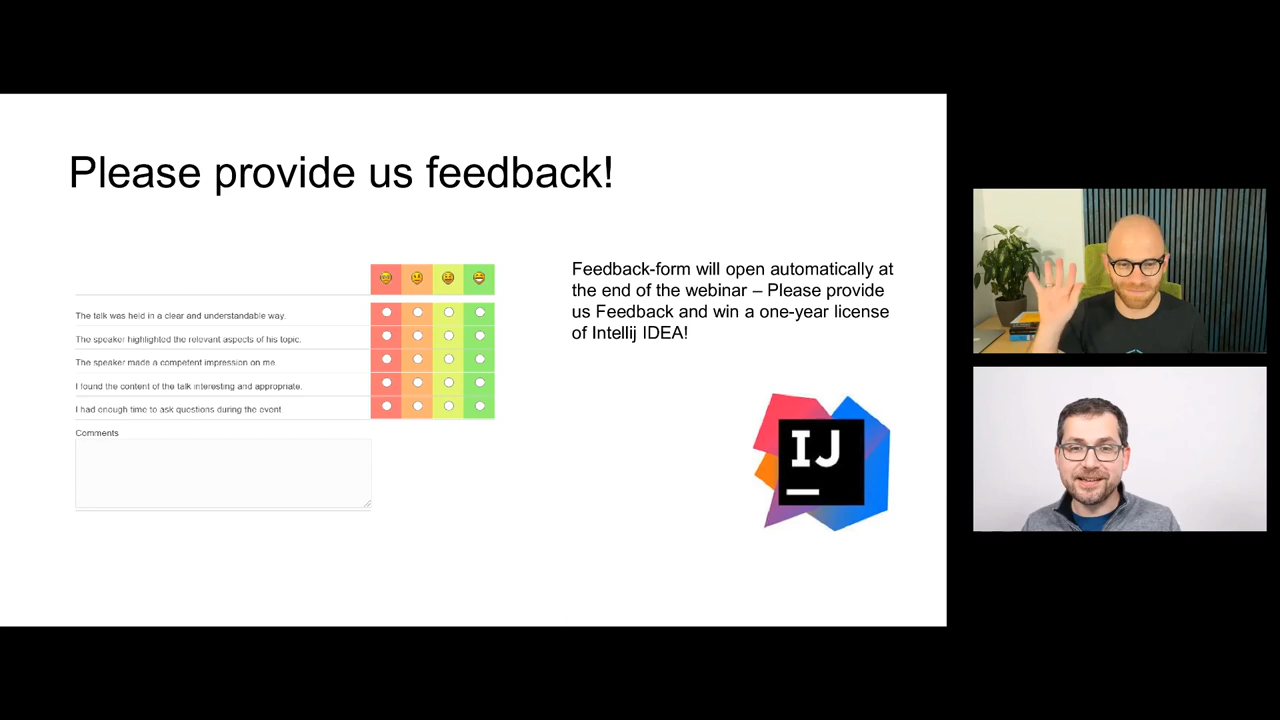 Please provide us feedback!
The talk was held in a clear and understandable way.
The speaker highlighted the relevant aspects of his topic.
The speaker made a competent impression on me
I found the content of the talk interesting and appropriate.
I had enough time to ask questions during the event
Comments
Feedback-form will open automatically at
the end of the webinar – Please provide
us Feedback and win a one-year license
of Intellij IDEA!
IJ